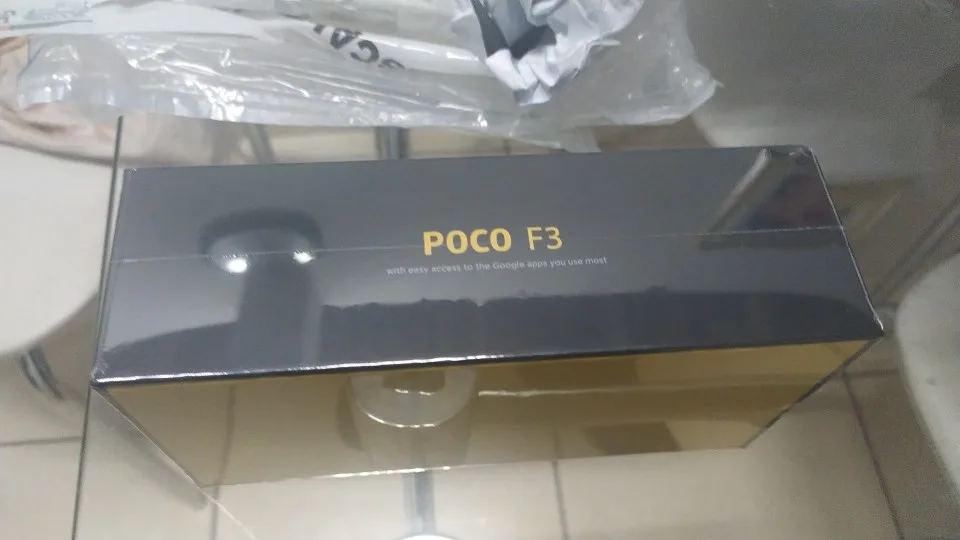 POCO F3
with easy access to the Google apps you use most